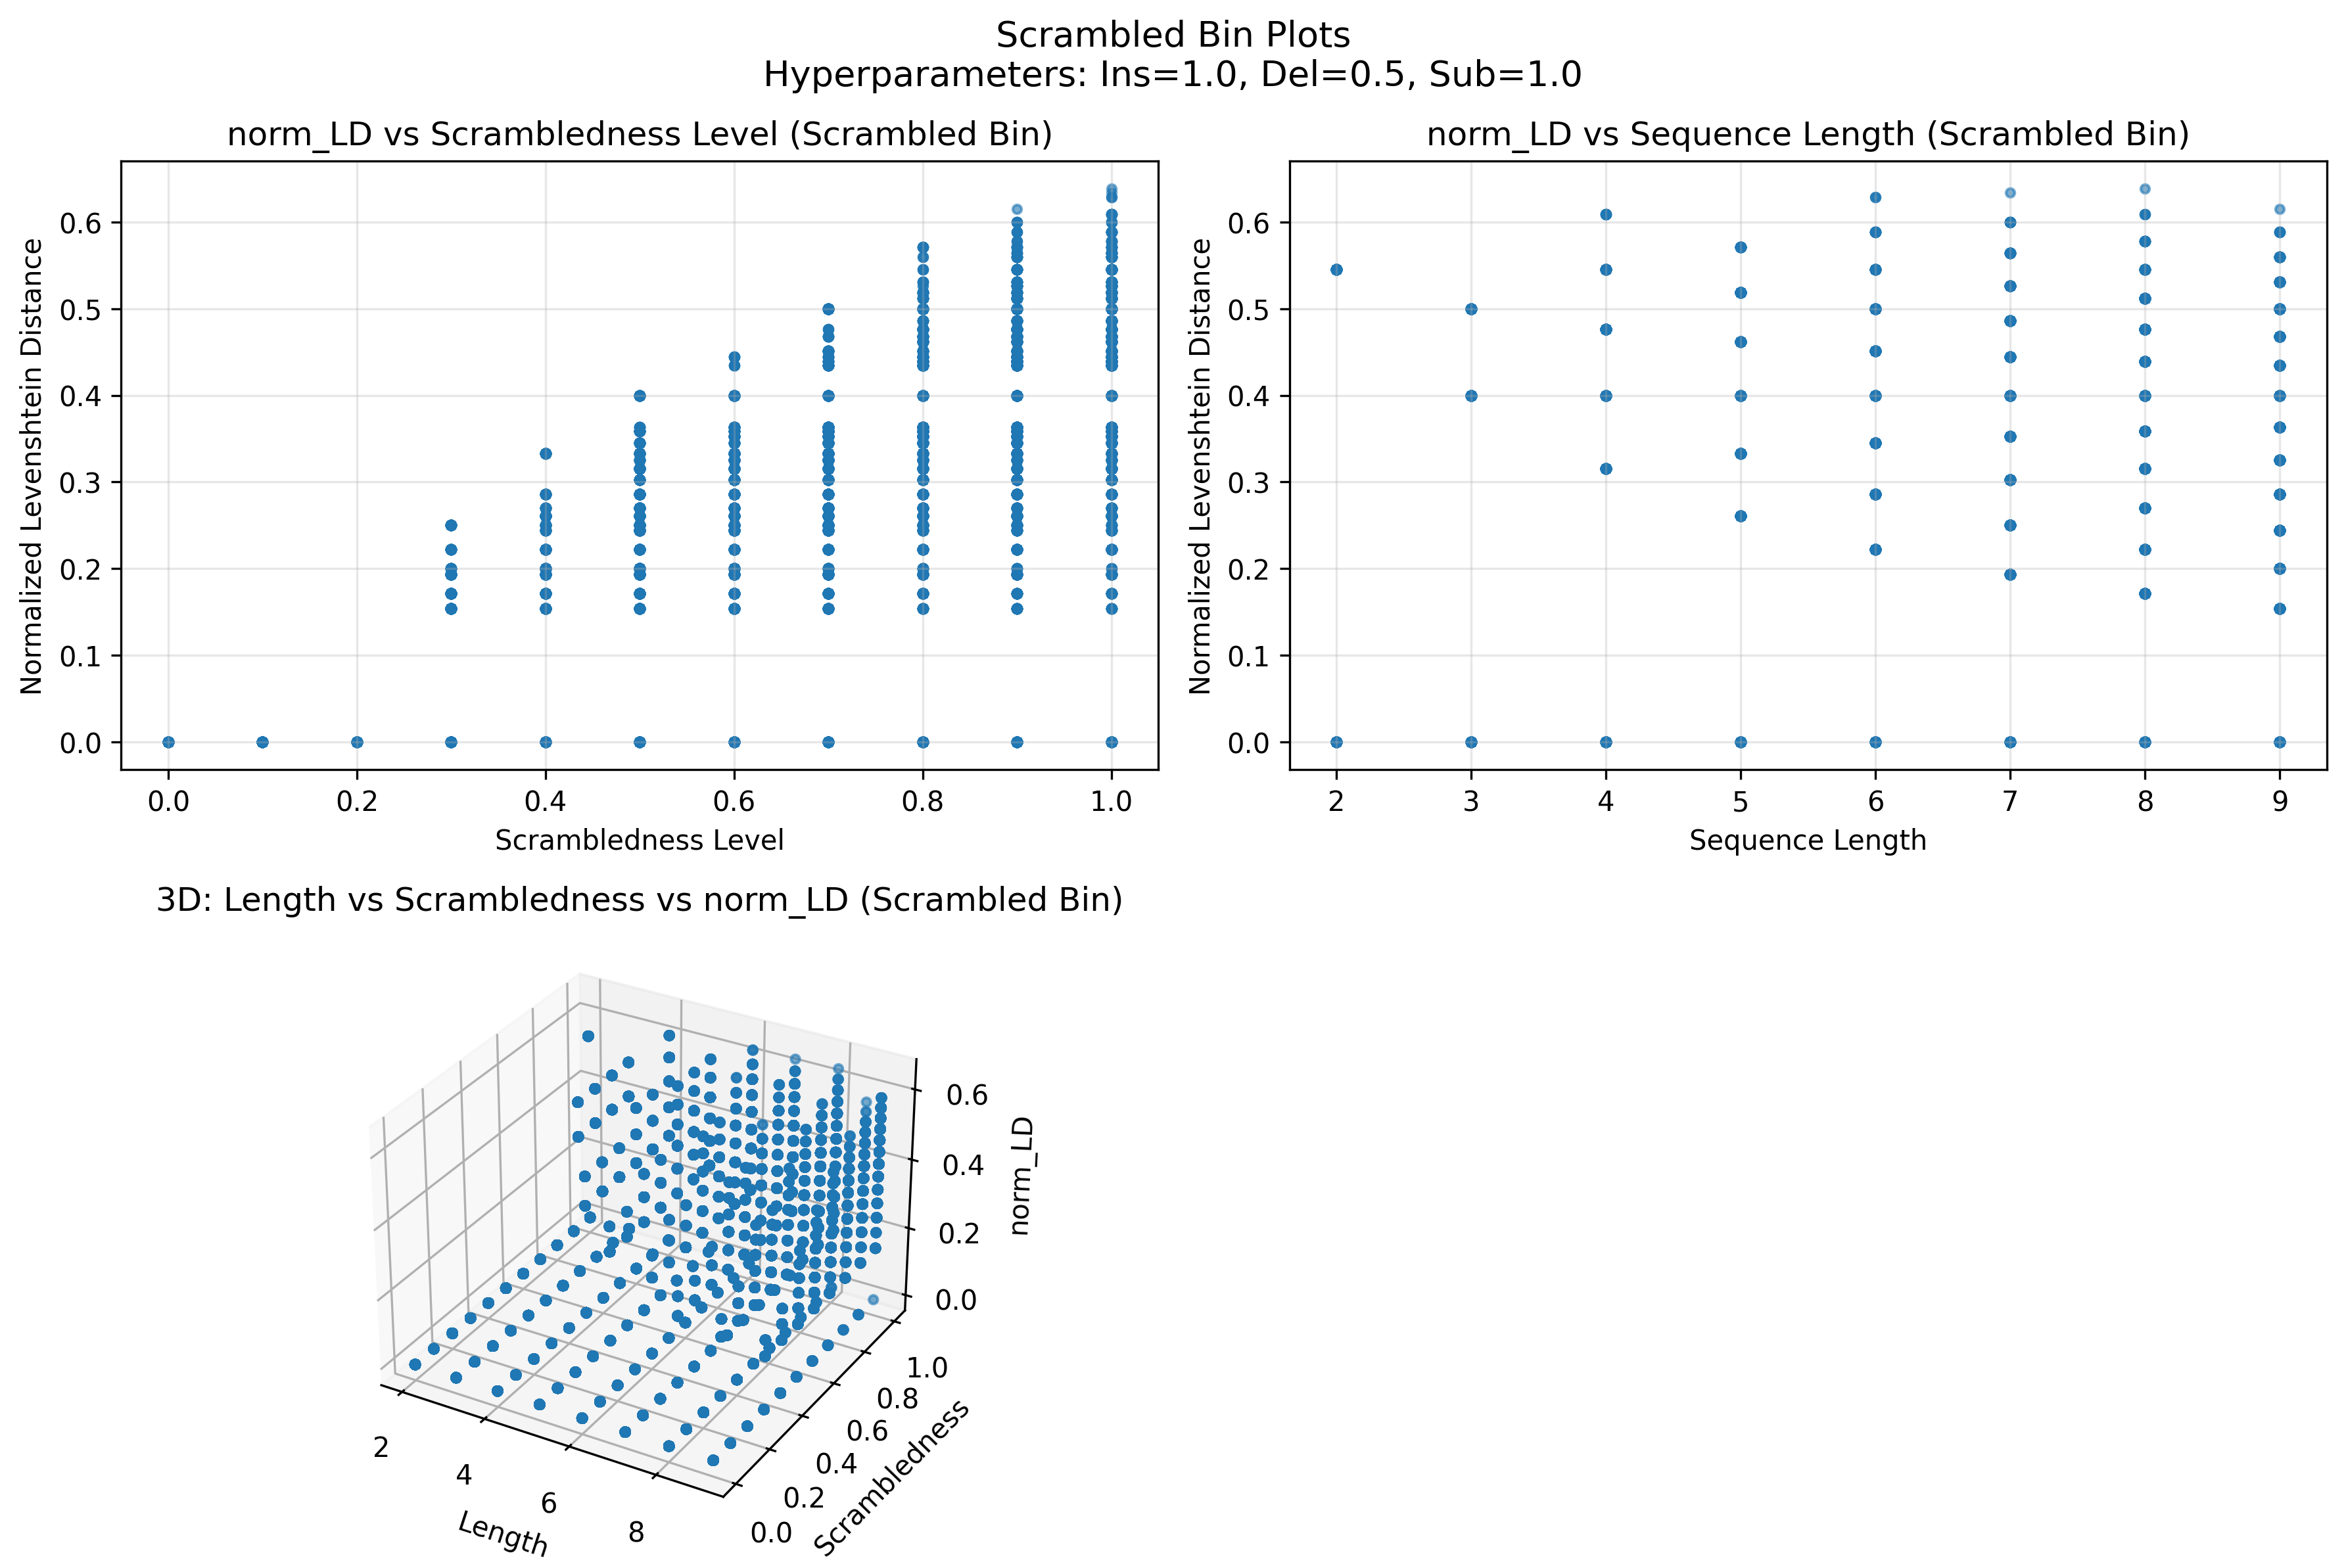 Scrambled Bin Plots
Hyperparameters: Ins=1.0, Del=0.5, Sub=1.0
norm_LD vs Scrambledness Level (Scrambled Bin)
Normalized Levenshtein Distance
0.6
0.5
0.4
0.3
0.2
0.1
0.0
0.0 0.2 0.4 0.6 0.8 1.0
Scrambledness Level
norm_LD vs Sequence Length (Scrambled Bin)
Normalized Levenshtein Distance
0.6
0.5
0.4
0.3
0.2
0.1
0.0
2 3 4 5 6 7 8 9
Sequence Length
3D: Length vs Scrambledness vs norm_LD (Scrambled Bin)
0.6
0.4
0.2
0.0
norm_LD
1.0
0.8
0.6
0.4
0.2
0.0
Scrambledness
2
4
6
8
Length